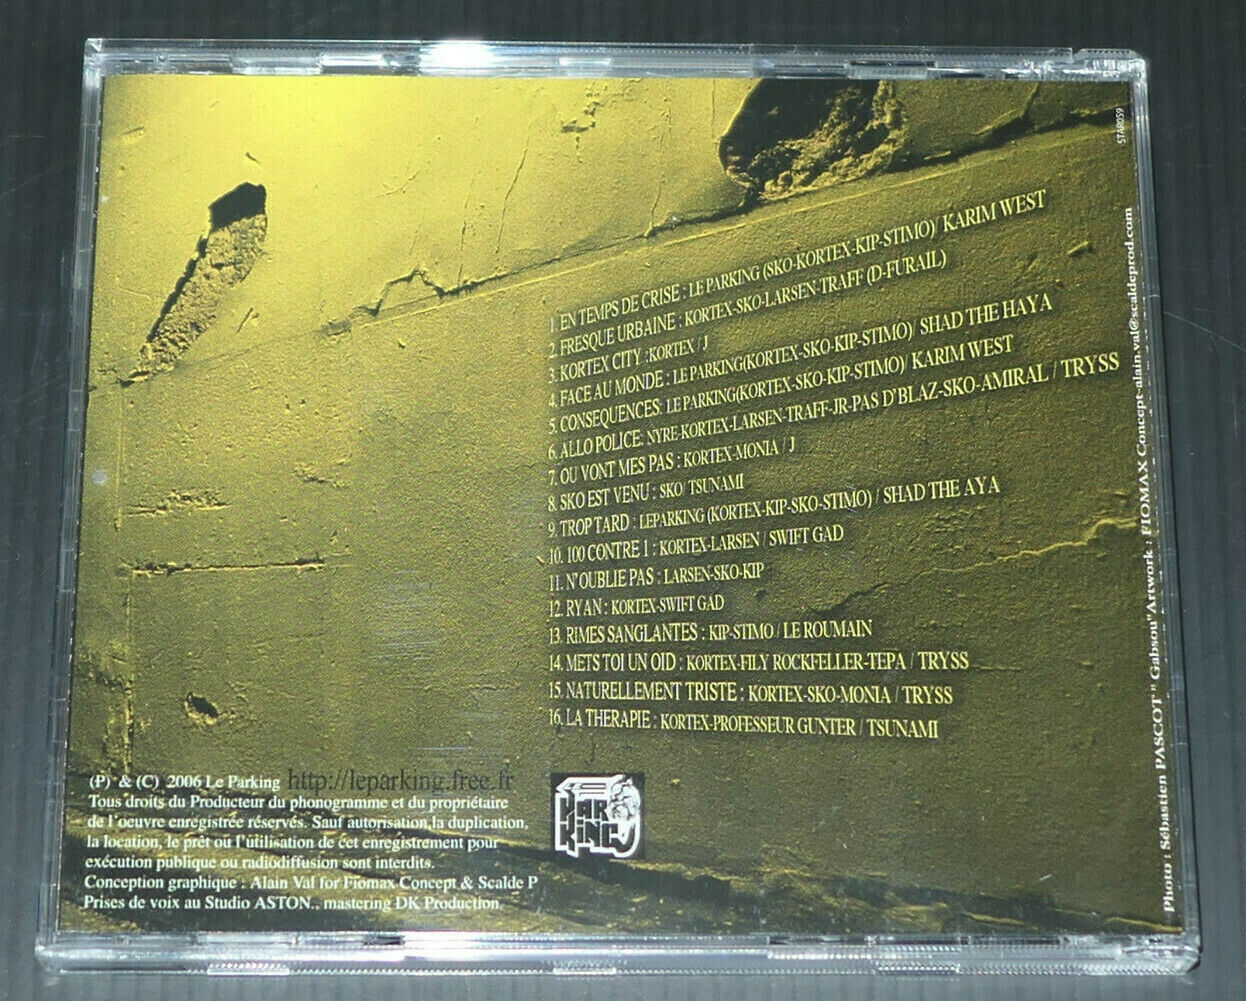 1. EN TEMPS DE CRISE : LE PARKING (SKO-KORTEX-KIP-STIMO)/ KARIM WEST
2. FRESQUE URBAINE : KORTEX-SKO-LARSEN-TRAFF (D-FURAIL)
3. KORTEX CITY :KORTEX / J
4. FACE AU MONDE : LE PARKING(KORTEX-SKO-KIP-STIMO)/ SHAD THE HAYA
5. CONSEQUENCES: LE PARKING(KORTEX-SKO-KIP-STIMO)/ KARIM WEST
6. ALLO POLICE: NYRE-KORTEX-LARSEN-TRAFF-JR-PAS D'BLAZ-SKO-AMIRAL / TRYSS
7. OU VONT MES PAS : KORTEX-MONIA / J
8. SKO EST VENU : SKO/ TSUNAMI
9. TROP TARD : LEPARKING (KORTEX-KIP-SKO-STIMO) / SHAD THE AYA
10. 100 CONTRE 1 : KORTEX-LARSEN / SWIFT GAD
11. N'OUBLIE PAS : LARSEN-SKO-KIP
12. RYAN : KORTEX-SWIFT GAD
13. RIMES SANGLANTES : KIP-STIMO / LE ROUMAIN
14. METS TOI UN OID : KORTEX-FILY ROCKFELLER-TEPA / TRYSS
15. NATURELLEMENT TRISTE : KORTEX-SKO-MONIA / TRYSS
16. LA THERAPIE : KORTEX-PROFESSEUR GUNTER / TSUNAMI
(P) & (C) 2006 Le Parking http://leparking.free.fr
Tous droits du Producteur du phonogramme et du propriétaire
de l'oeuvre enregistrée réservés. Sauf autorisation,la duplication,
la location, le prêt ou l'utilisation de cet enregistrement pour
exécution publique ou radiodiffusion sont interdits.
Conception graphique : Alain Val for Fiomax Concept & Scalde P
Prises de voix au Studio ASTON., mastering DK Production.
LE
PAR
KING
Photo : Sébastien PASCOT " Gabsou"Artwork : FIOMAX Concept-alain.val@scaldeprod.com
STAR059